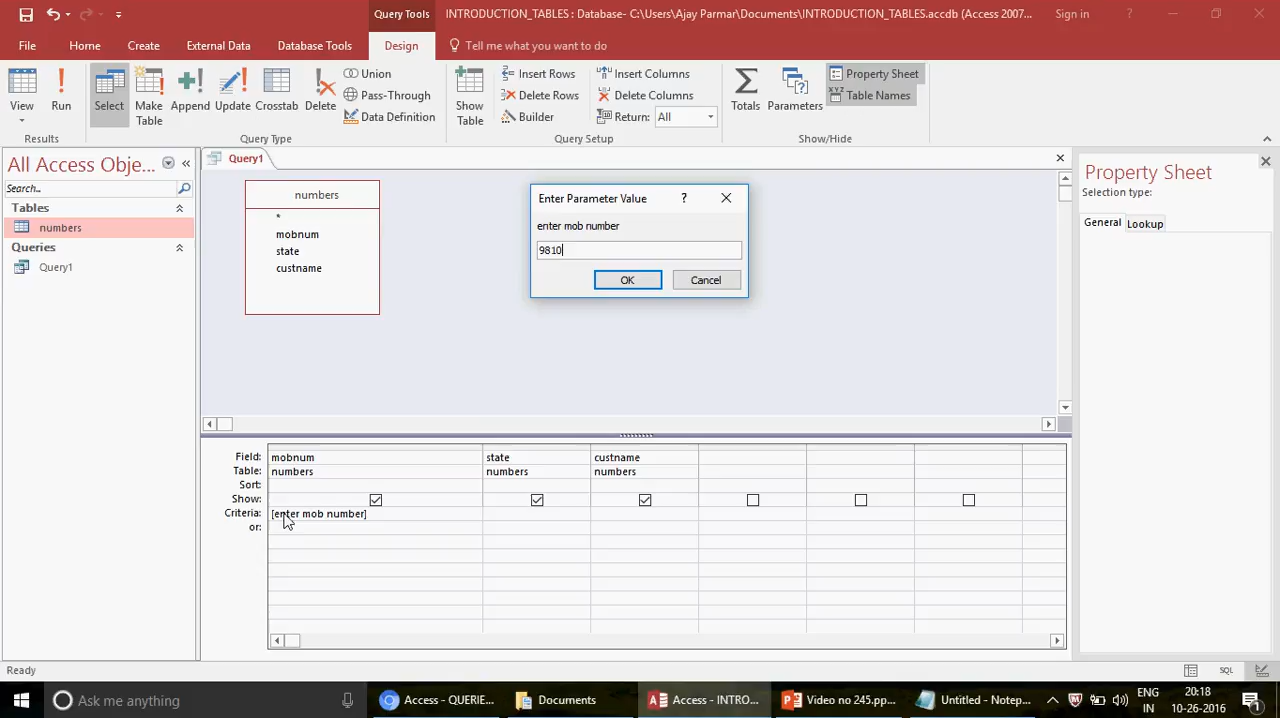 Query Tools
INTRODUCTION_TABLES : Database- C:\Users\Ajay Parmar\Documents\INTRODUCTION_TABLES.accdb (Access 2007...
Sign in
?
File
Home
Create
External Data
Database Tools
Design
Tell me what you want to do
View
Run
Select
Make Table
Append
Update
Crosstab
Delete
Union
Pass-Through
Data Definition
Show Table
Insert Rows
Delete Rows
Builder
Insert Columns
Delete Columns
Return: All
Totals
Parameters
Property Sheet
XYZ
Table Names
Results
Query Type
Query Setup
Show/Hide
All Access Obje...
Search...
Tables
numbers
Queries
Query1
Query1
numbers
*
mobnum
state
custname
Enter Parameter Value
?
enter mob number
9810
OK
Cancel
Property Sheet
Selection type:
General
Lookup
Field: mobnum state custname
Table: numbers numbers numbers
Sort:
Show:
Criteria: [enter mob number]
or:
Ready
SQL
Ask me anything
Access - QUERIE...
Documents
Access - INTRO...
Video no 245.pp...
Untitled - Notep...
ENG
IN
20:18
10-26-2016
1